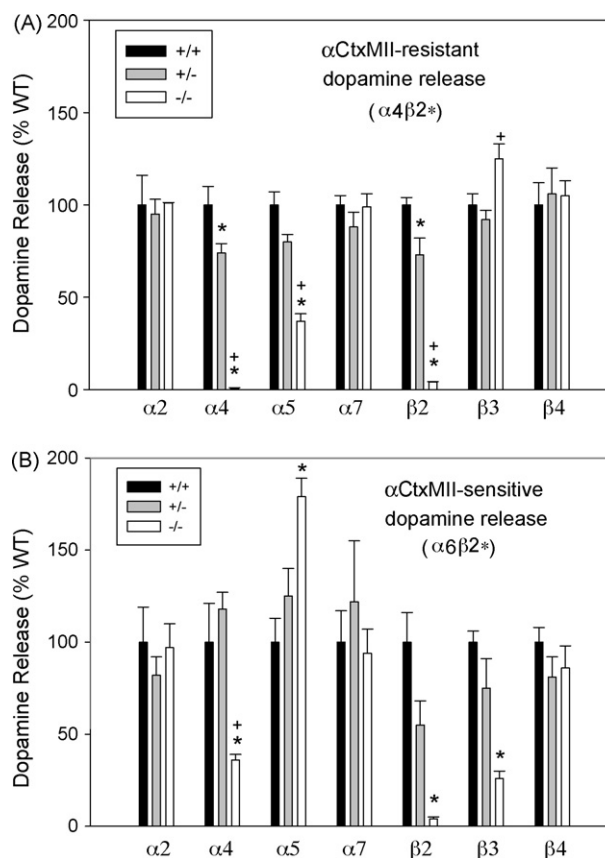 (A)
200
150
100
50
0
Dopamine Release (% WT)
+/+
+/-
-/-
αCtxMII-resistant
dopamine release
(α4β2*)
*
+
*
+
*
*
+
*
+
α2 α4 α5 α7 β2 β3 β4
(B)
200
150
100
50
0
Dopamine Release (% WT)
+/+
+/-
-/-
αCtxMII-sensitive
dopamine release
(α6β2*)
+
*
*
*
*
α2 α4 α5 α7 β2 β3 β4